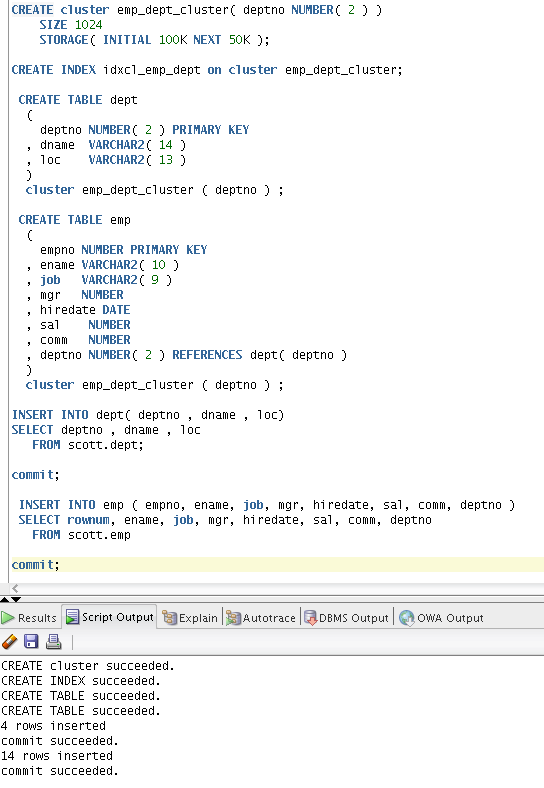 CREATE cluster emp_dept_cluster( deptno NUMBER( 2 ) )
SIZE 1024
STORAGE( INITIAL 100K NEXT 50K );
CREATE INDEX idxcl_emp_dept on cluster emp_dept_cluster;
CREATE TABLE dept
(
deptno NUMBER( 2 ) PRIMARY KEY
, dname VARCHAR2( 14 )
, loc VARCHAR2( 13 )
)
cluster emp_dept_cluster ( deptno ) ;
CREATE TABLE emp
(
empno NUMBER PRIMARY KEY
, ename VARCHAR2( 10 )
, job VARCHAR2( 9 )
, mgr NUMBER
, hiredate DATE
, sal NUMBER
, comm NUMBER
, deptno NUMBER( 2 ) REFERENCES dept( deptno )
)
cluster emp_dept_cluster ( deptno ) ;
INSERT INTO dept( deptno , dname , loc)
SELECT deptno , dname , loc
FROM scott.dept;
commit;
INSERT INTO emp ( empno, ename, job, mgr, hiredate, sal, comm, deptno )
SELECT rownum, ename, job, mgr, hiredate, sal, comm, deptno
FROM scott.emp
commit;
Results Script Output Explain Autotrace DBMS Output OWA Output
CREATE cluster succeeded.
CREATE INDEX succeeded.
CREATE TABLE succeeded.
CREATE TABLE succeeded.
4 rows inserted
commit succeeded.
14 rows inserted
commit succeeded.